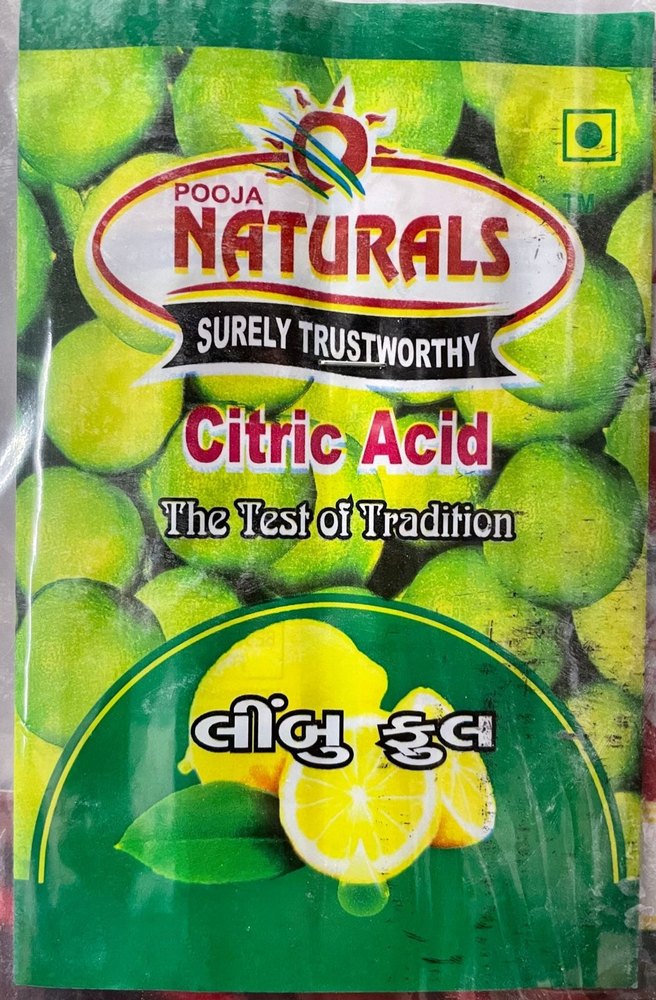 POOJA
NATURALS
TM
SURELY TRUSTWORTHY
Citric Acid
The Test of Tradition
લીંબુ ફુલ